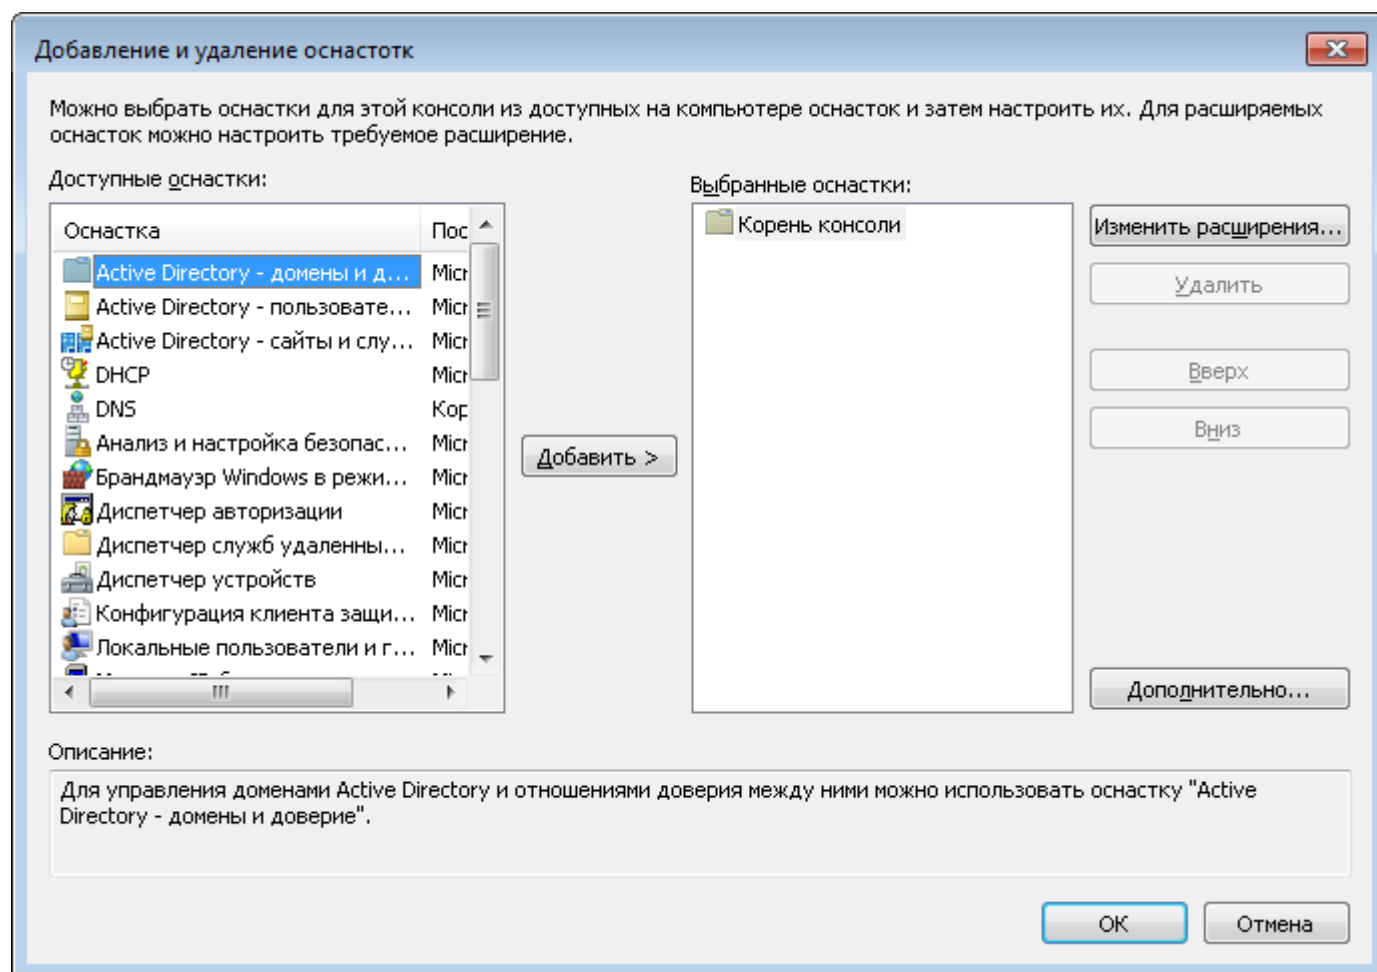 Добавление и удаление оснастотк
Можно выбрать оснастки для этой консоли из доступных на компьютере оснасток и затем настроить их. Для расширяемых
оснасток можно настроить требуемое расширение.
Доступные оснастки:
Выбранные оснастки:
Оснастка Пос
Корень консоли
Изменить расширения...
Active Directory - домены и д... Micr
Удалить
Active Directory - пользовате... Micr
Active Directory - сайты и слу... Micr
DHCP Micr
Вверх
DNS Кор
Вниз
Анализ и настройка безопас... Micr
Добавить >
Брандмауэр Windows в режи... Micr
Диспетчер авторизации Micr
Диспетчер служб удаленны... Micr
Диспетчер устройств Micr
Конфигурация клиента защи... Micr
Локальные пользователи и г... Micr
Дополнительно...
Описание:
Для управления доменами Active Directory и отношениями доверия между ними можно использовать оснастку "Active
Directory - домены и доверие".
ОК
Отмена